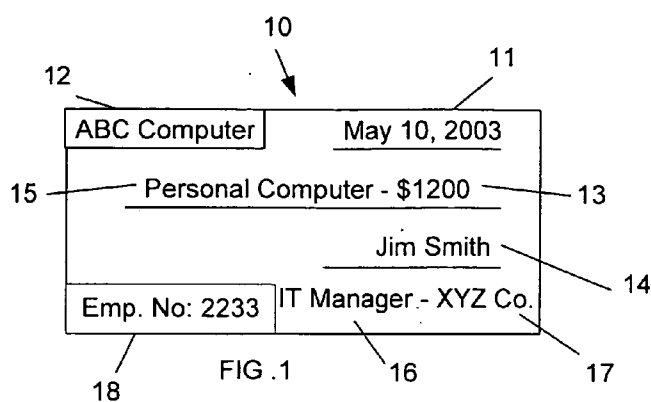 10
12
11
ABC Computer May 10, 2003
15 Personal Computer - $1200 13
Jim Smith
14
Emp. No: 2233 IT Manager - XYZ Co.
18 FIG .1 16 17